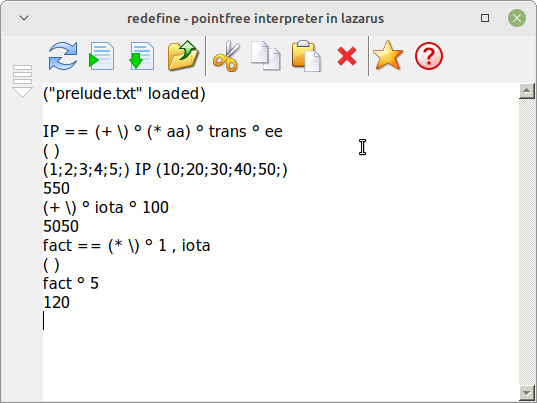 redefine - pointfree interpreter in lazarus
("prelude.txt" loaded)
IP == (+ \) ° (* aa) ° trans ° ee
( )
(1;2;3;4;5;) IP (10;20;30;40;50;)
550
(+ \) ° iota ° 100
5050
fact == (* \) ° 1 , iota
( )
fact ° 5
120